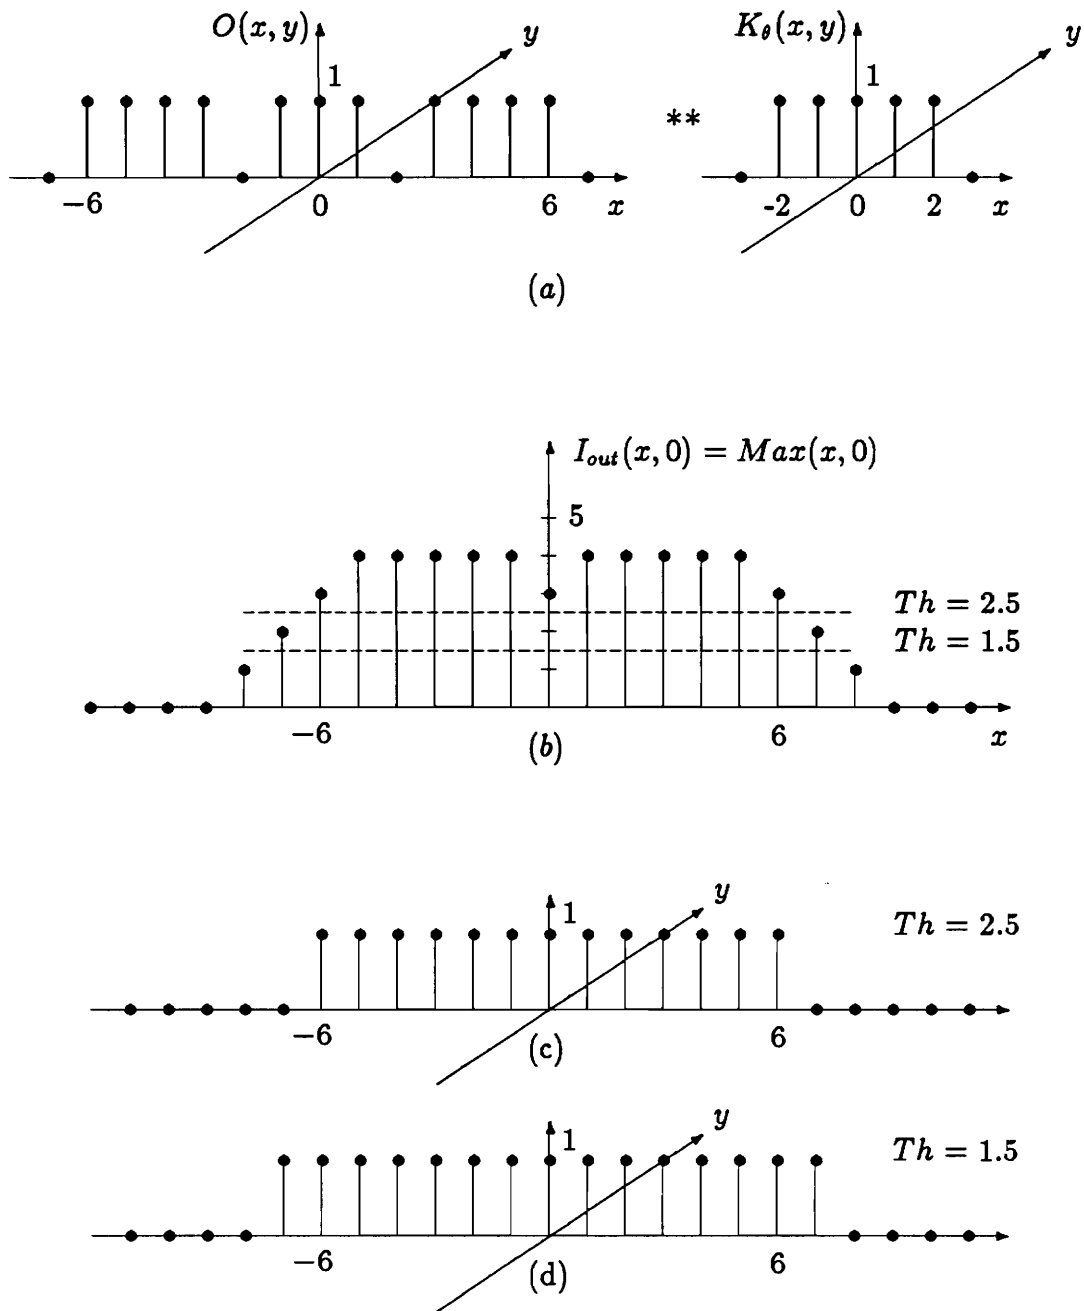 O(x, y) y K_θ(x, y) y
1 1
**
−6 0 6 x -2 0 2 x
(a)
I_out(x, 0) = Max(x, 0)
5
Th = 2.5
Th = 1.5
−6 6 x
(b)
y
1 Th = 2.5
−6 6
(c)
y
1 Th = 1.5
−6 6
(d)